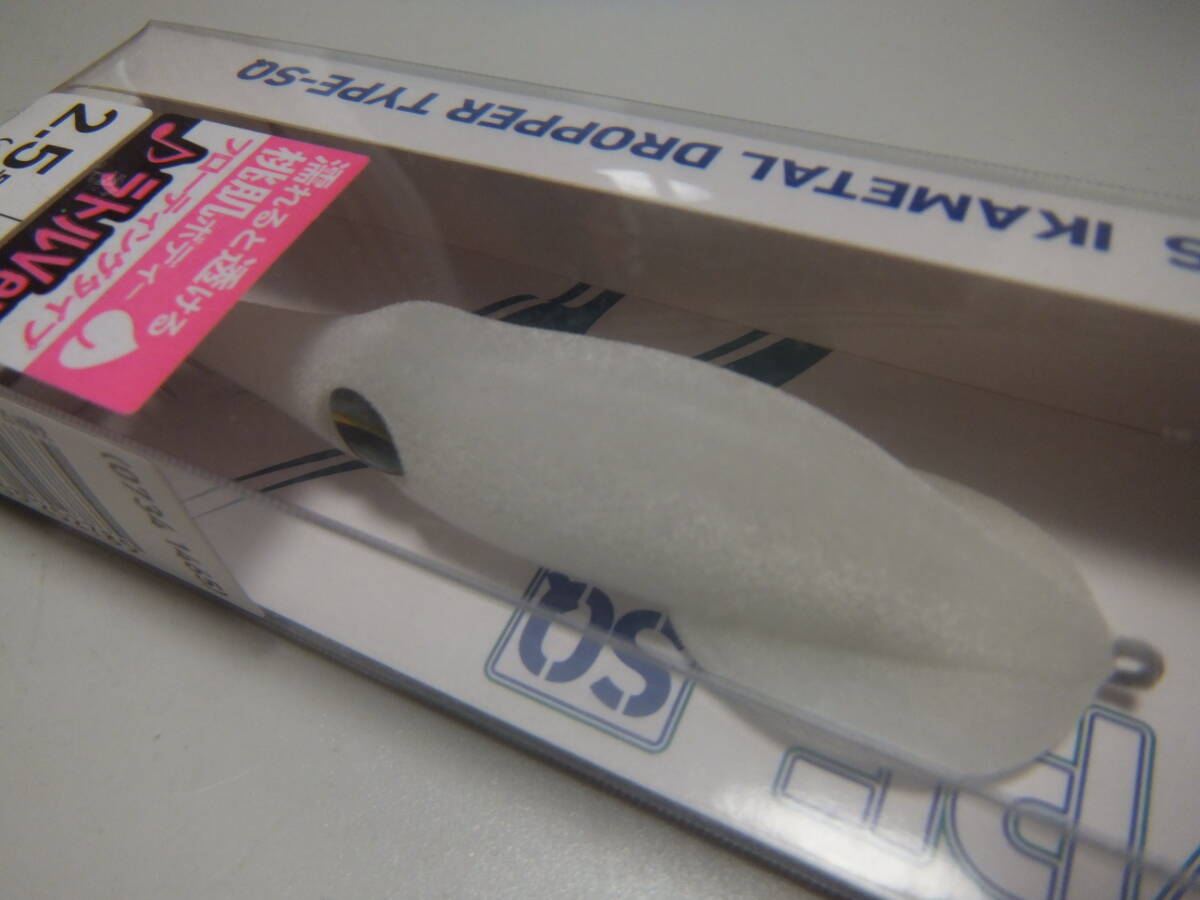 S IKAMETAL DROPPER TYPE-SQ
2.5
ラトルVer
フローティングタイプ
濡れると透ける
桃肌ボディー
SQ